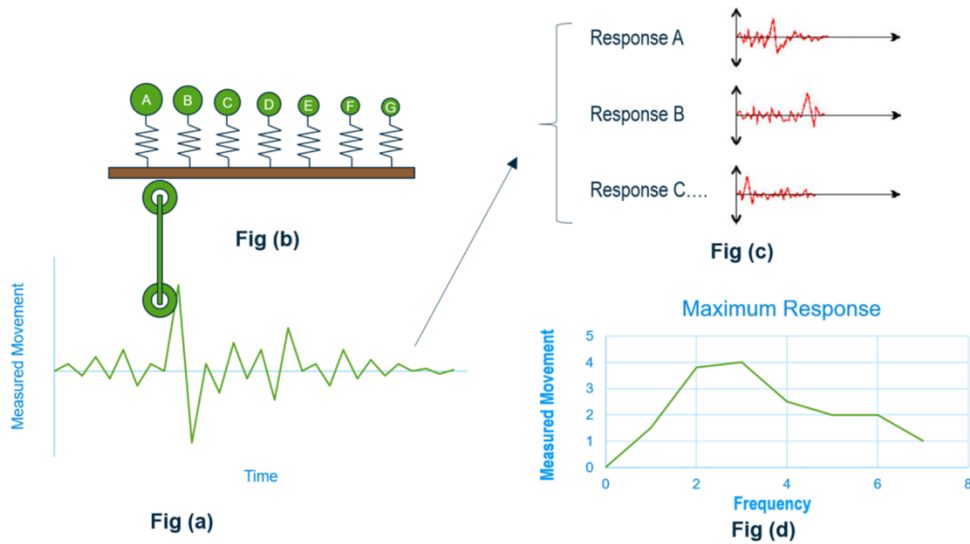 A B C D E F G
Fig (b)
Measured Movement
Time
Fig (a)
Response A
Response B
Response C....
Fig (c)
Maximum Response
Measured Movement
5
4
3
2
1
0
0 2 4 6 8
Frequency
Fig (d)